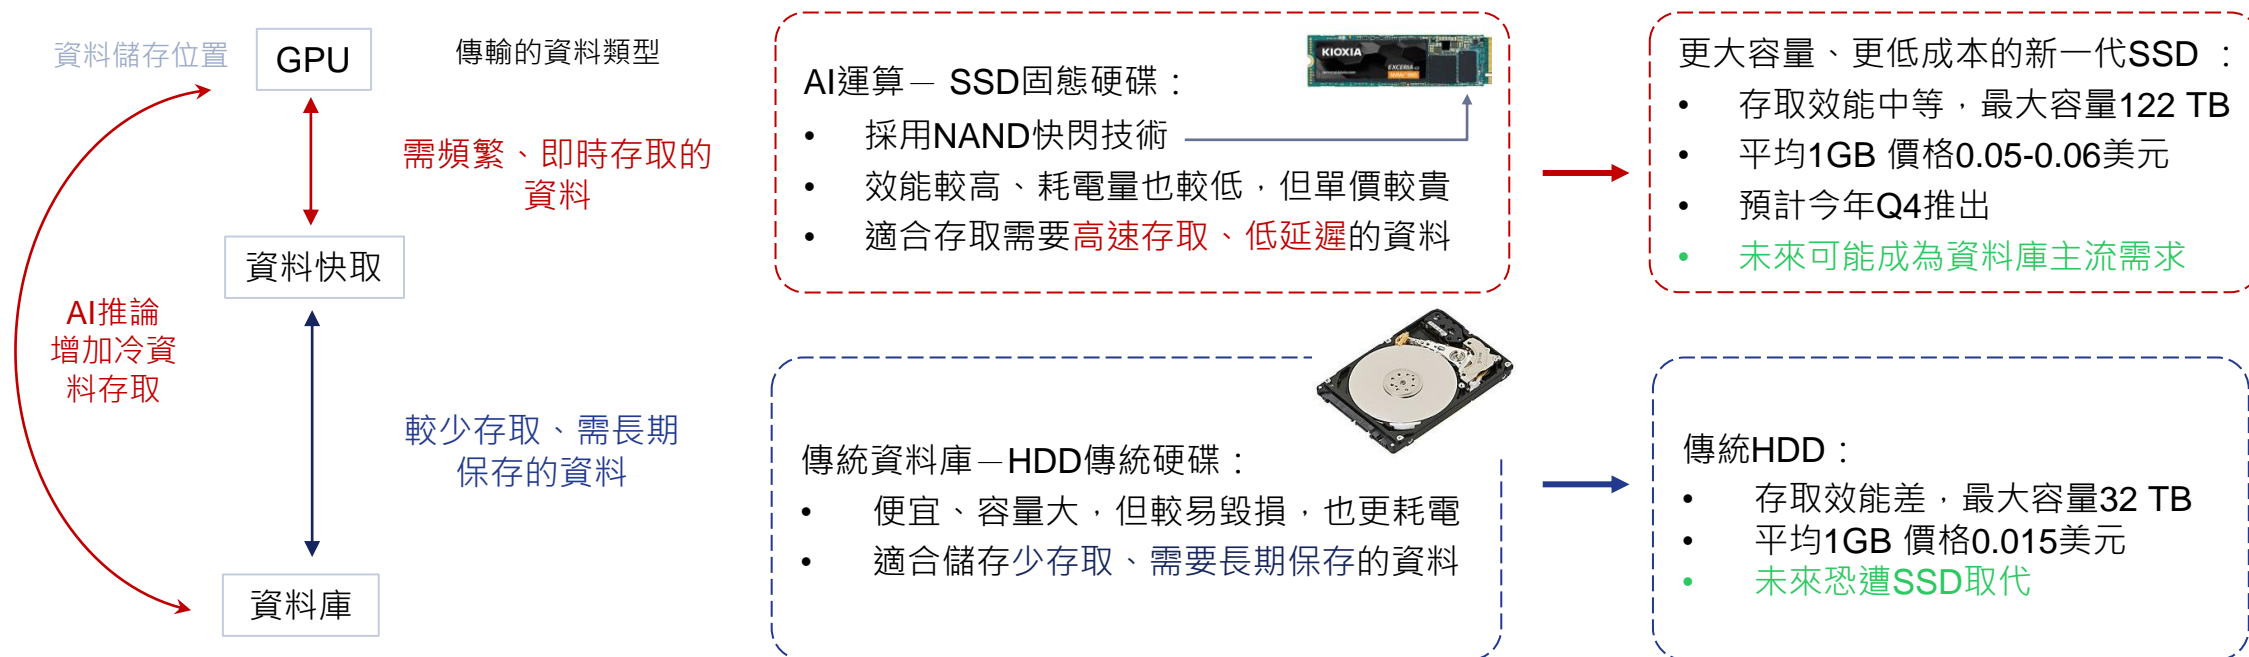 資料儲存位置
GPU
傳輸的資料類型
需頻繁、即時存取的
資料
資料快取
AI推論
增加冷資
料存取
較少存取、需長期
保存的資料
資料庫
AI運算－ SSD固態硬碟：
• 採用NAND快閃技術
• 效能較高、耗電量也較低，但單價較貴
• 適合存取需要高速存取、低延遲的資料
KIOXIA
EXCERIA
傳統資料庫－HDD傳統硬碟：
• 便宜、容量大，但較易毀損，也更耗電
• 適合儲存少存取、需要長期保存的資料
更大容量、更低成本的新一代SSD ：
• 存取效能中等，最大容量122 TB
• 平均1GB 價格0.05-0.06美元
• 預計今年Q4推出
• 未來可能成為資料庫主流需求
傳統HDD：
• 存取效能差，最大容量32 TB
• 平均1GB 價格0.015美元
• 未來恐遭SSD取代